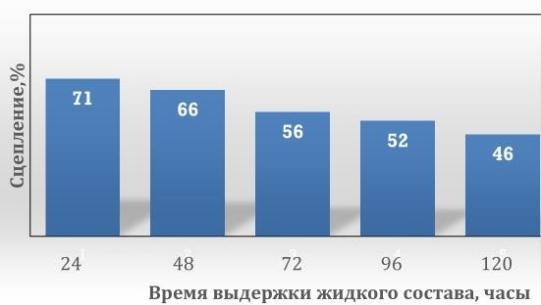 Сцепление,%
71
66
56
52
46
24 48 72 96 120
Время выдержки жидкого состава, часы